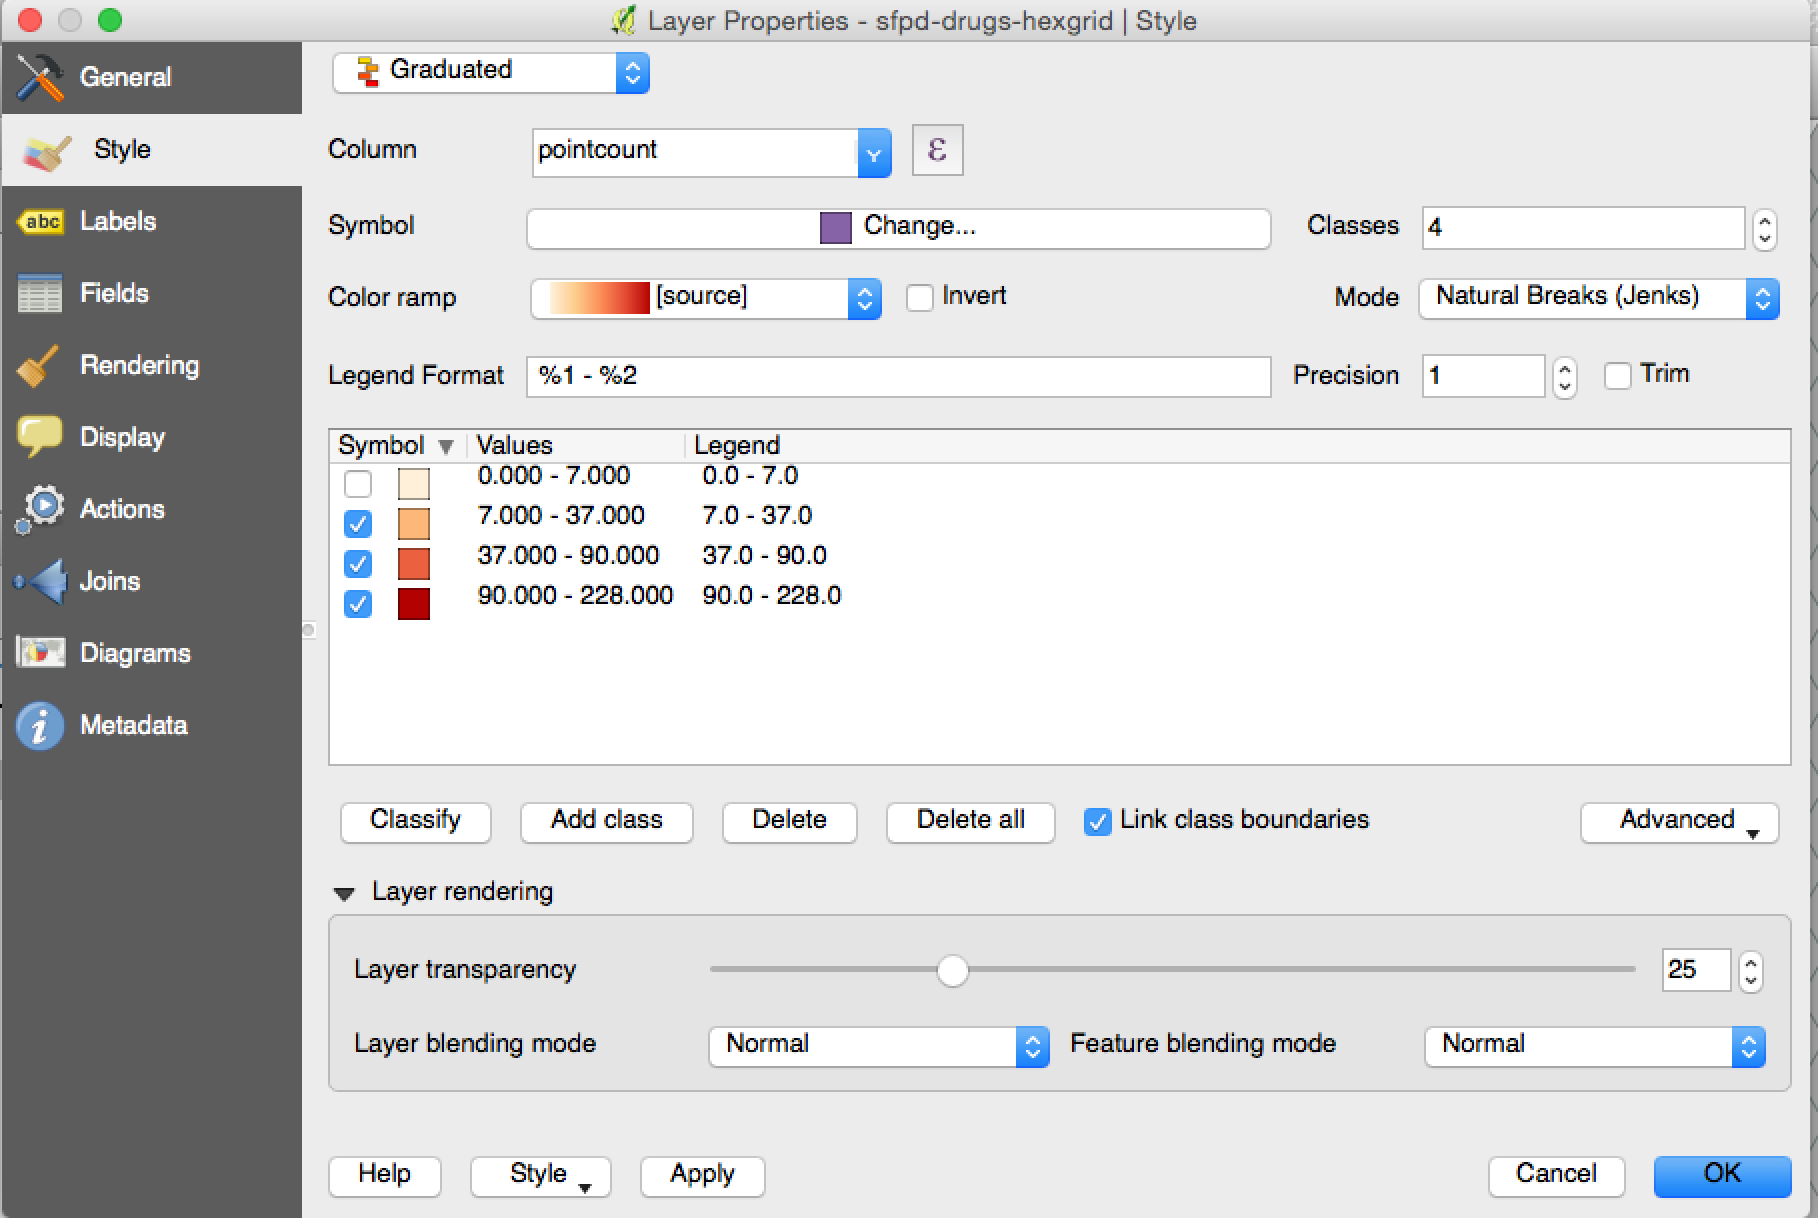 Layer Properties - sfpd-drugs-hexgrid | Style
General
Style
abc Labels
Fields
Rendering
Display
Actions
Joins
Diagrams
i Metadata
Graduated
Column pointcount ε
Symbol Change... Classes 4
Color ramp [source] Invert Mode Natural Breaks (Jenks)
Legend Format %1 - %2 Precision 1 Trim
Symbol Values Legend
0.000 - 7.000 0.0 - 7.0
7.000 - 37.000 7.0 - 37.0
37.000 - 90.000 37.0 - 90.0
90.000 - 228.000 90.0 - 228.0
Classify Add class Delete Delete all Link class boundaries Advanced
Layer rendering
Layer transparency 25
Layer blending mode Normal Feature blending mode Normal
Help Style Apply Cancel OK